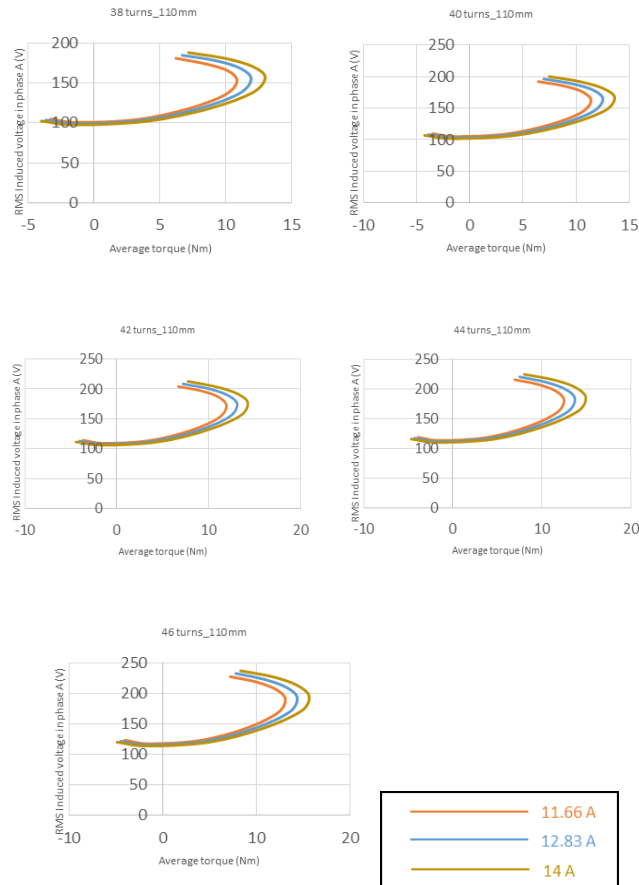 38 turns_110mm
RMS Induced voltage in phase A (V)
200
150
100
50
0
-5 0 5 10 15
Average torque (Nm)
40 turns_110mm
RMS Induced voltage in phase A (V)
250
200
150
100
50
0
-10 -5 0 5 10 15
Average torque (Nm)
42 turns_110mm
RMS Induced voltage in phase A (V)
250
200
150
100
50
0
-10 0 10 20
Average torque (Nm)
44 turns_110mm
RMS Induced voltage in phase A (V)
250
200
150
100
50
0
-10 0 10 20
Average torque (Nm)
46 turns_110mm
RMS Induced voltage in phase A (V)
250
200
150
100
50
0
-10 0 10 20
Average torque (Nm)
11.66 A
12.83 A
14 A